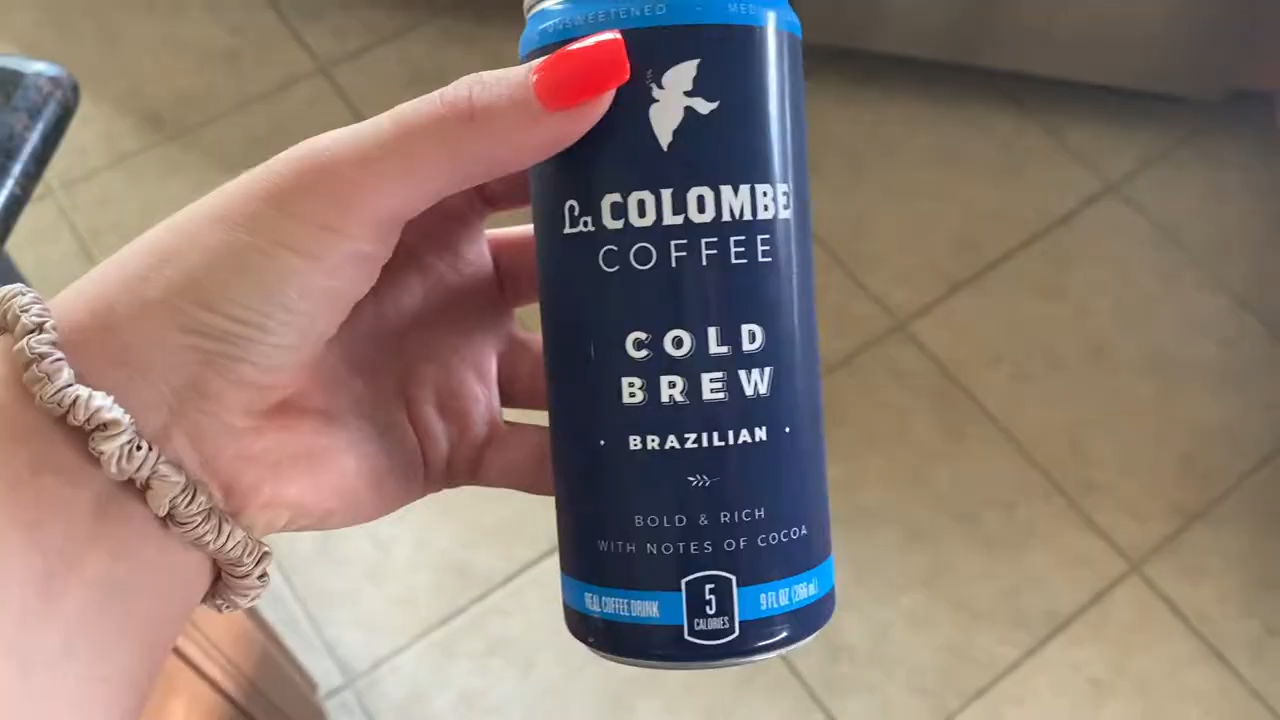 UNSWEETENED
La COLOMBE
COFFEE
COLD
BREW
BRAZILIAN
BOLD & RICH
WITH NOTES OF COCOA
REAL COFFEE DRINK
5
CALORIES
9 FL OZ (266 mL)